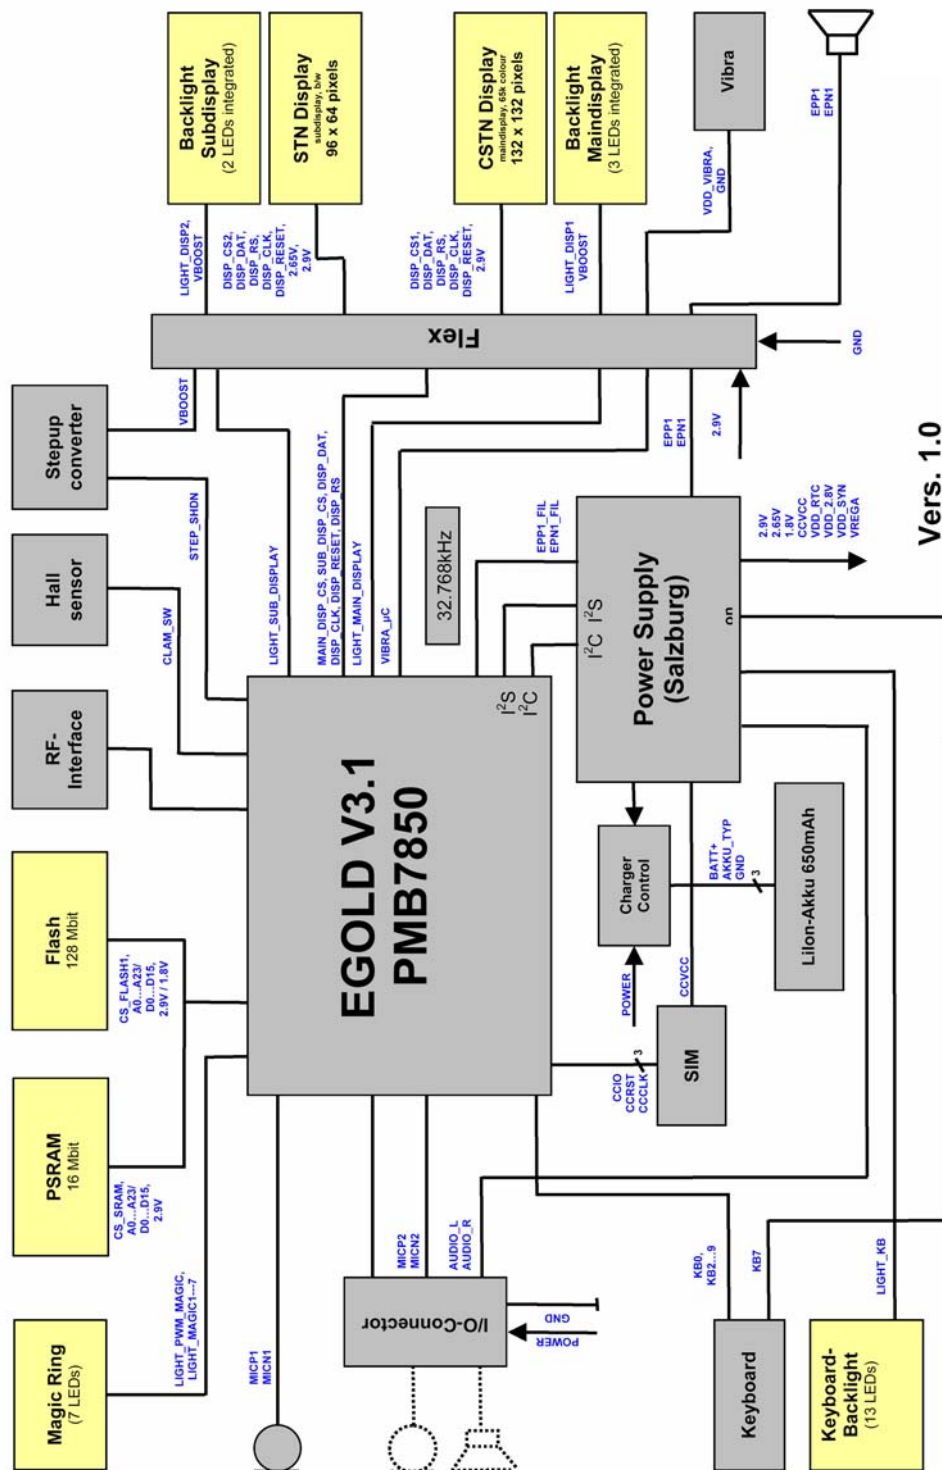 Magic Ring
(7 LEDs)
LIGHT_PWM_MAGIC,
LIGHT_MAGIC1---7
PSRAM
16 Mbit
CS_SRAM,
A0...A23/
D0...D15,
2.9V
Flash
128 Mbit
CS_FLASH1,
A0...A23/
D0...D15,
2.9V / 1.8V
RF-
Interface
Hall
sensor
CLAM_SW
Stepup
converter
STEP_SHDN
VBOOST
Backlight
Subdisplay
(2 LEDs integrated)
LIGHT_DISP2,
VBOOST
STN Display
subdisplay, b/w
96 x 64 pixels
DISP_CS2,
DISP_DAT,
DISP_RS,
DISP_CLK,
DISP_RESET,
2.65V,
2.9V
CSTN Display
maindisplay, 65k colour
132 x 132 pixels
DISP_CS1,
DISP_DAT,
DISP_RS,
DISP_CLK,
DISP_RESET,
2.9V
Backlight
Maindisplay
(3 LEDs integrated)
LIGHT_DISP1
VBOOST
Vibra
VDD_VIBRA,
GND
EPP1
EPN1
Flex
GND
2.9V
EPP1
EPN1
LIGHT_SUB_DISPLAY
MAIN_DISP_CS, SUB_DISP_CS, DISP_DAT,
DISP_CLK, DISP_RESET, DISP_RS
LIGHT_MAIN_DISPLAY
VIBRA_µC
32.768kHz
EPP1_FIL
EPN1_FIL
EGOLD V3.1
PMB7850
I²S
I²C
I²C
I²S
Power Supply
(Salzburg)
on
2.9V
2.65V
1.8V
CCVCC
VDD_RTC
VDD_2.8V
VDD_SYN
VREGA
Vers. 1.0
Charger
Control
POWER
BATT+
AKKU_TYP
GND
3
LiIon-Akku 650mAh
CCVCC
SIM
CCIO
CCRST
CCCLK
3
MICP1
MICN1
MICP2
MICN2
AUDIO_L
AUDIO_R
I/O-Connector
GND
POWER
KB0,
KB2...9
KB7
Keyboard
LIGHT_KB
Keyboard-
Backlight
(13 LEDs)